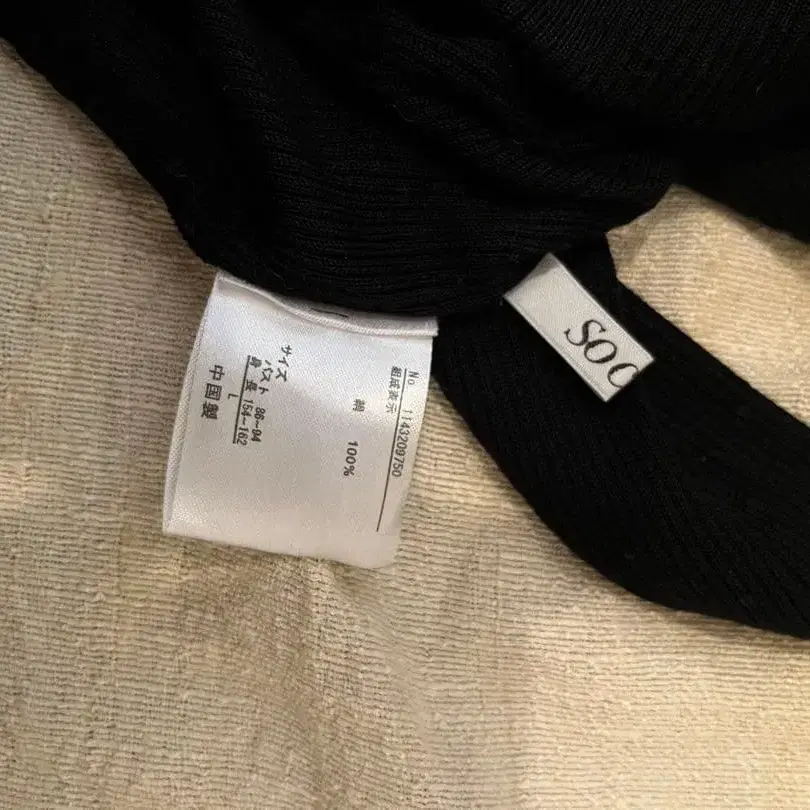 No. 1143209750
組成表示
100%
サイズ
バスト 86-94
身長 154-162
L
中国製
SOC